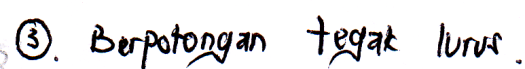 ③. Berpotongan tegak lurus.